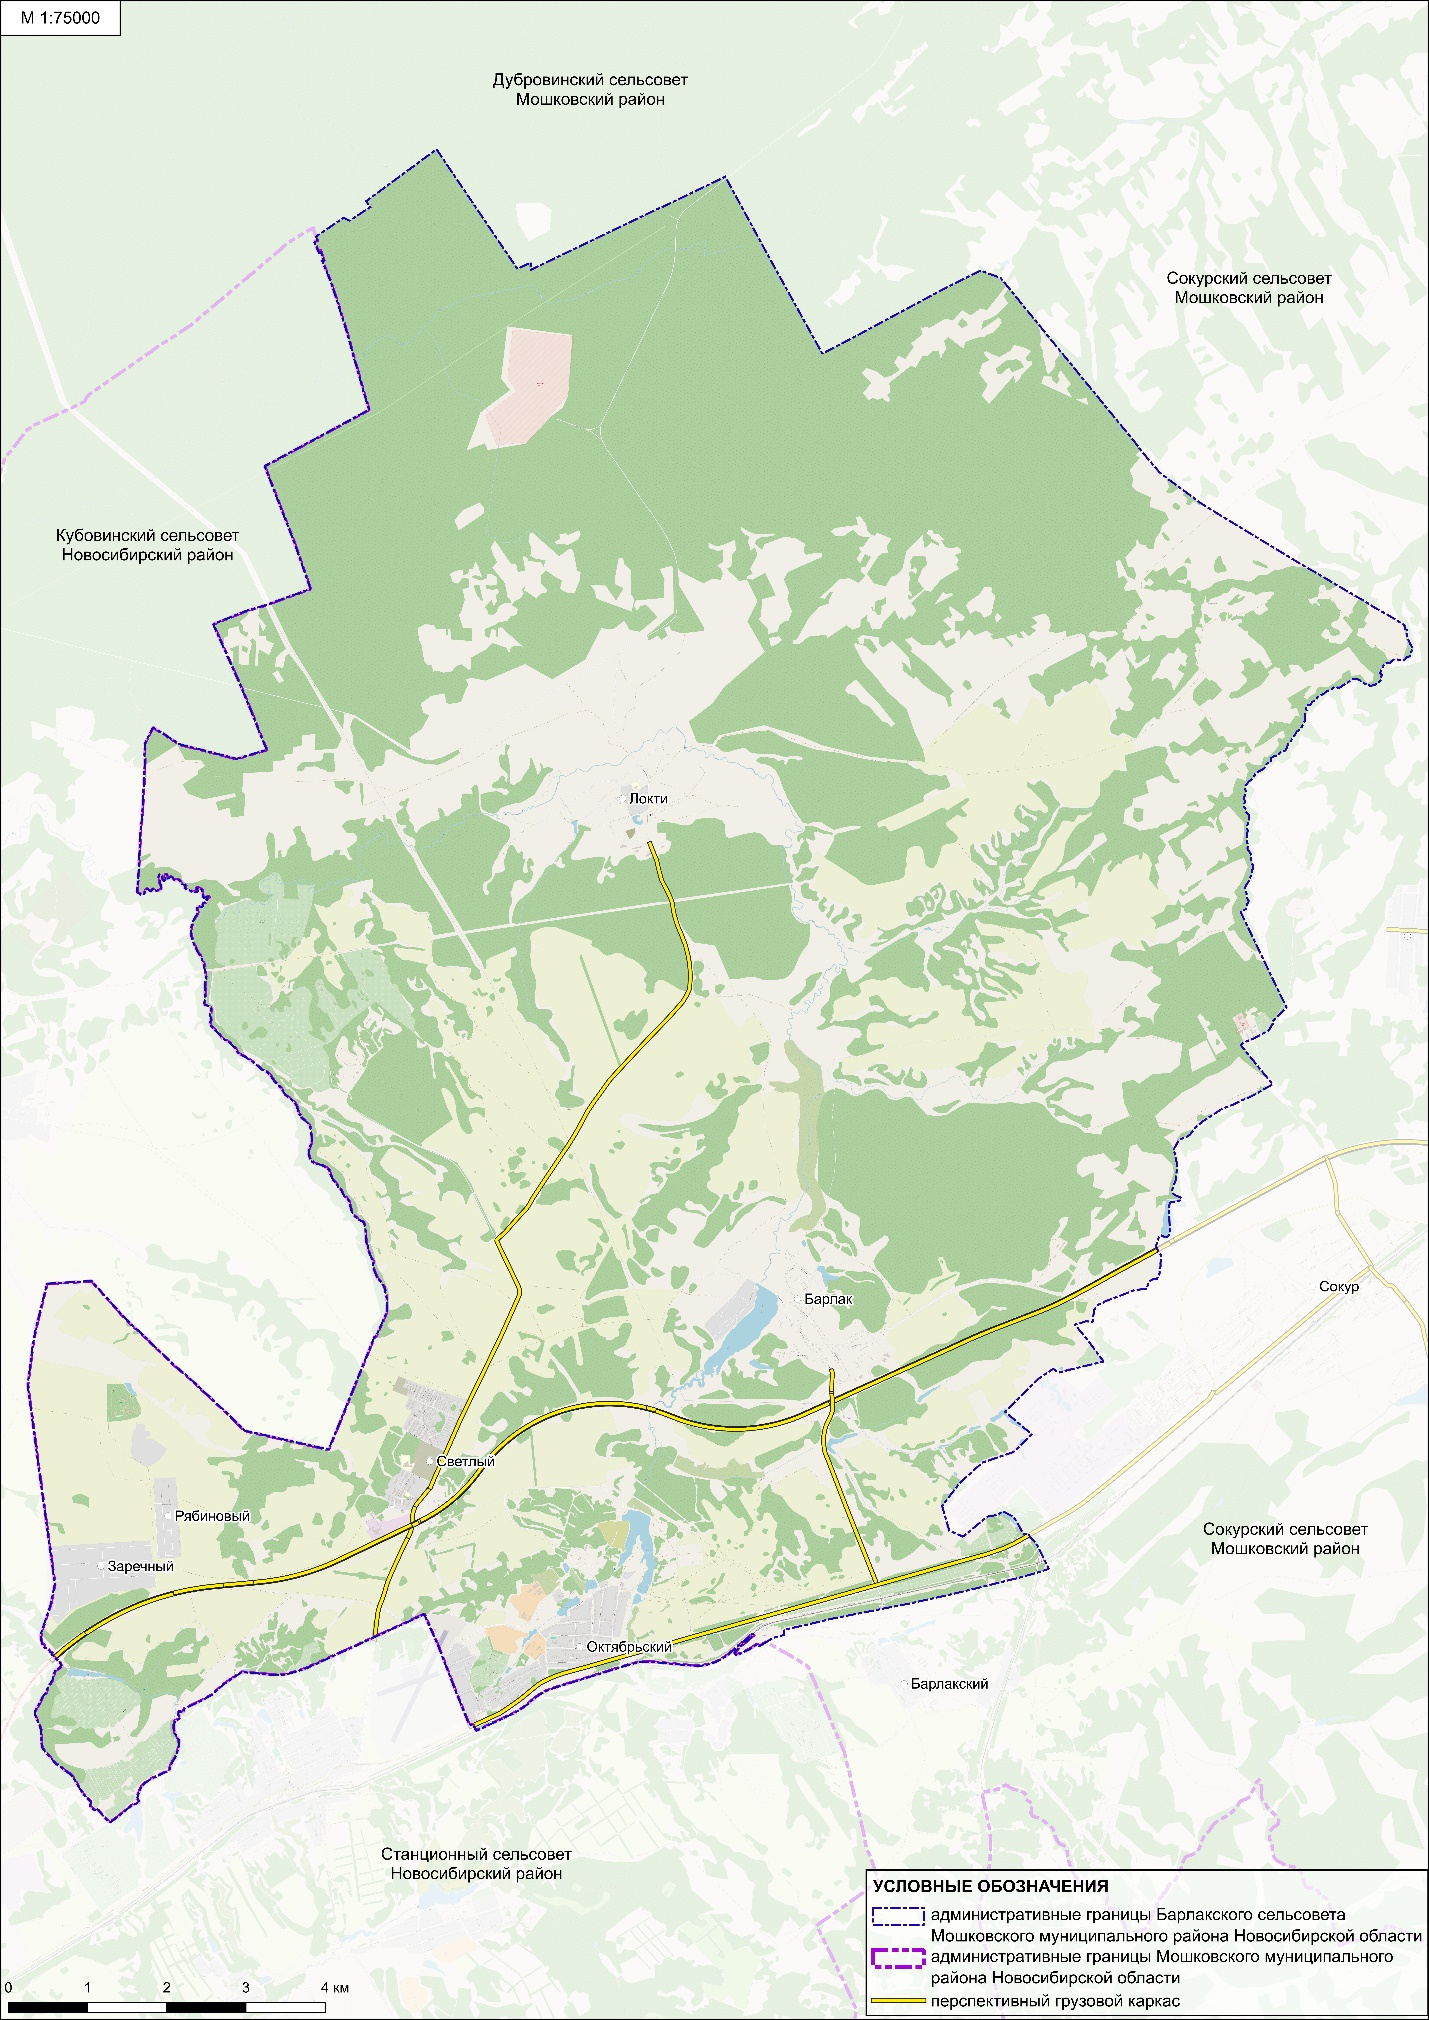 М 1:75000
Дубровинский сельсовет
Мошковский район
Сокурский сельсовет
Мошковский район
Кубовинский сельсовет
Новосибирский район
Локти
Сокур
Барлак
Светлый
Рябиновый
Сокурский сельсовет
Мошковский район
Заречный
Октябрьский
Барлакский
Станционный сельсовет
Новосибирский район
УСЛОВНЫЕ ОБОЗНАЧЕНИЯ
административные границы Барлакского сельсовета
Мошковского муниципального района Новосибирской области
административные границы Мошковского муниципального
района Новосибирской области
перспективный грузовой каркас
0 1 2 3 4 км